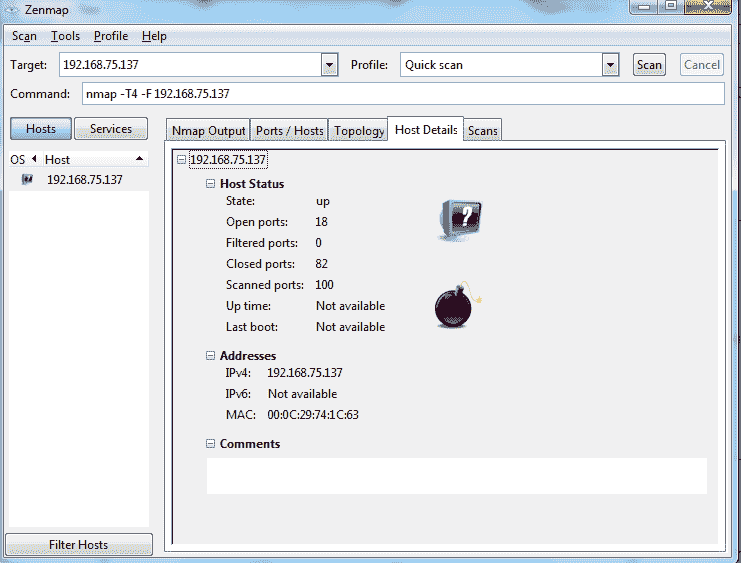 Zenmap
Scan Tools Profile Help
Target: 192.168.75.137 Profile: Quick scan Scan Cancel
Command: nmap -T4 -F 192.168.75.137
Hosts Services Nmap Output Ports / Hosts Topology Host Details Scans
OS Host
192.168.75.137
192.168.75.137
Host Status
State: up
Open ports: 18
Filtered ports: 0
Closed ports: 82
Scanned ports: 100
Up time: Not available
Last boot: Not available
Addresses
IPv4: 192.168.75.137
IPv6: Not available
MAC: 00:0C:29:74:1C:63
Comments
Filter Hosts